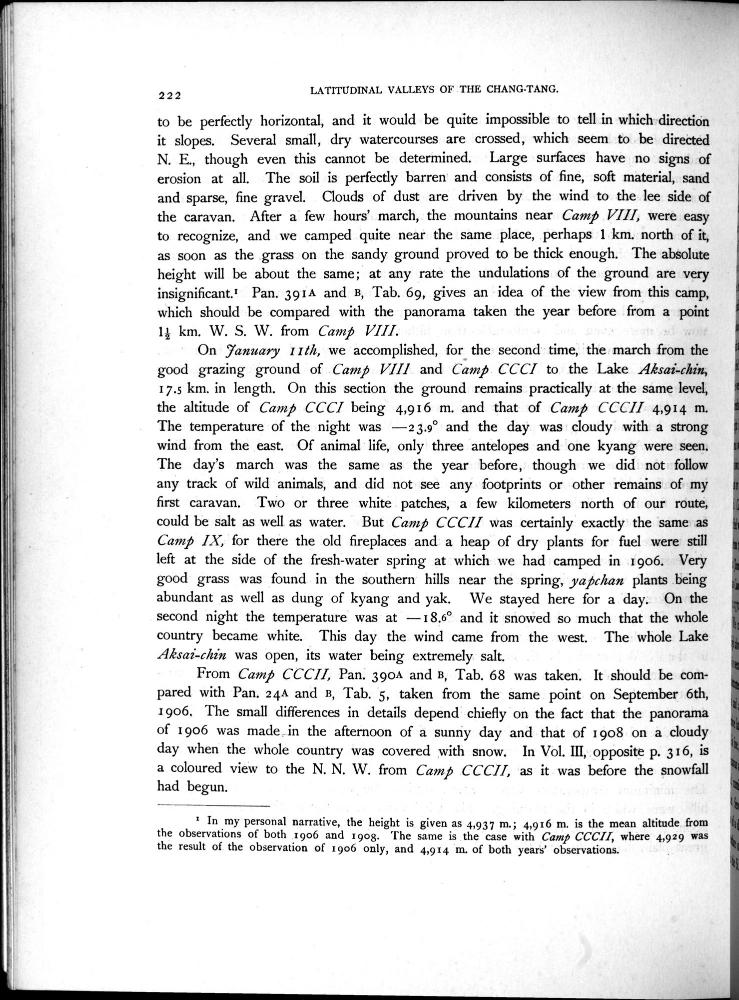 222
LATITUDINAL VALLEYS OF THE CHANG-TANG.
to be perfectly horizontal, and it would be quite impossible to tell in which direction
it slopes. Several small, dry watercourses are crossed, which seem to be directed
N. E., though even this cannot be determined. Large surfaces have no signs of
erosion at all. The soil is perfectly barren and consists of fine, soft material, sand
and sparse, fine gravel. Clouds of dust are driven by the wind to the lee side of
the caravan. After a few hours' march, the mountains near Camp VIII, were easy
to recognize, and we camped quite near the same place, perhaps 1 km. north of it,
as soon as the grass on the sandy ground proved to be thick enough. The absolute
height will be about the same; at any rate the undulations of the ground are very
insignificant.¹ Pan. 391A and B, Tab. 69, gives an idea of the view from this camp,
which should be compared with the panorama taken the year before from a point
1½ km. W. S. W. from Camp VIII.
On January 11th, we accomplished, for the second time, the march from the
good grazing ground of Camp VIII and Camp CCCI to the Lake Aksai-chin,
17.5 km. in length. On this section the ground remains practically at the same level,
the altitude of Camp CCCI being 4,916 m. and that of Camp CCCII 4,914 m.
The temperature of the night was —23.9° and the day was cloudy with a strong
wind from the east. Of animal life, only three antelopes and one kyang were seen.
The day's march was the same as the year before, though we did not follow
any track of wild animals, and did not see any footprints or other remains of my
first caravan. Two or three white patches, a few kilometers north of our route,
could be salt as well as water. But Camp CCCII was certainly exactly the same as
Camp IX, for there the old fireplaces and a heap of dry plants for fuel were still
left at the side of the fresh-water spring at which we had camped in 1906. Very
good grass was found in the southern hills near the spring, yapchan plants being
abundant as well as dung of kyang and yak. We stayed here for a day. On the
second night the temperature was at —18.6° and it snowed so much that the whole
country became white. This day the wind came from the west. The whole Lake
Aksai-chin was open, its water being extremely salt.
From Camp CCCII, Pan. 390A and B, Tab. 68 was taken. It should be com-
pared with Pan. 24A and B, Tab. 5, taken from the same point on September 6th,
1906. The small differences in details depend chiefly on the fact that the panorama
of 1906 was made in the afternoon of a sunny day and that of 1908 on a cloudy
day when the whole country was covered with snow. In Vol. III, opposite p. 316, is
a coloured view to the N. N. W. from Camp CCCII, as it was before the snowfall
had begun.
¹ In my personal narrative, the height is given as 4,937 m.; 4,916 m. is the mean altitude from
the observations of both 1906 and 1908. The same is the case with Camp CCCII, where 4,929 was
the result of the observation of 1906 only, and 4,914 m. of both years' observations.